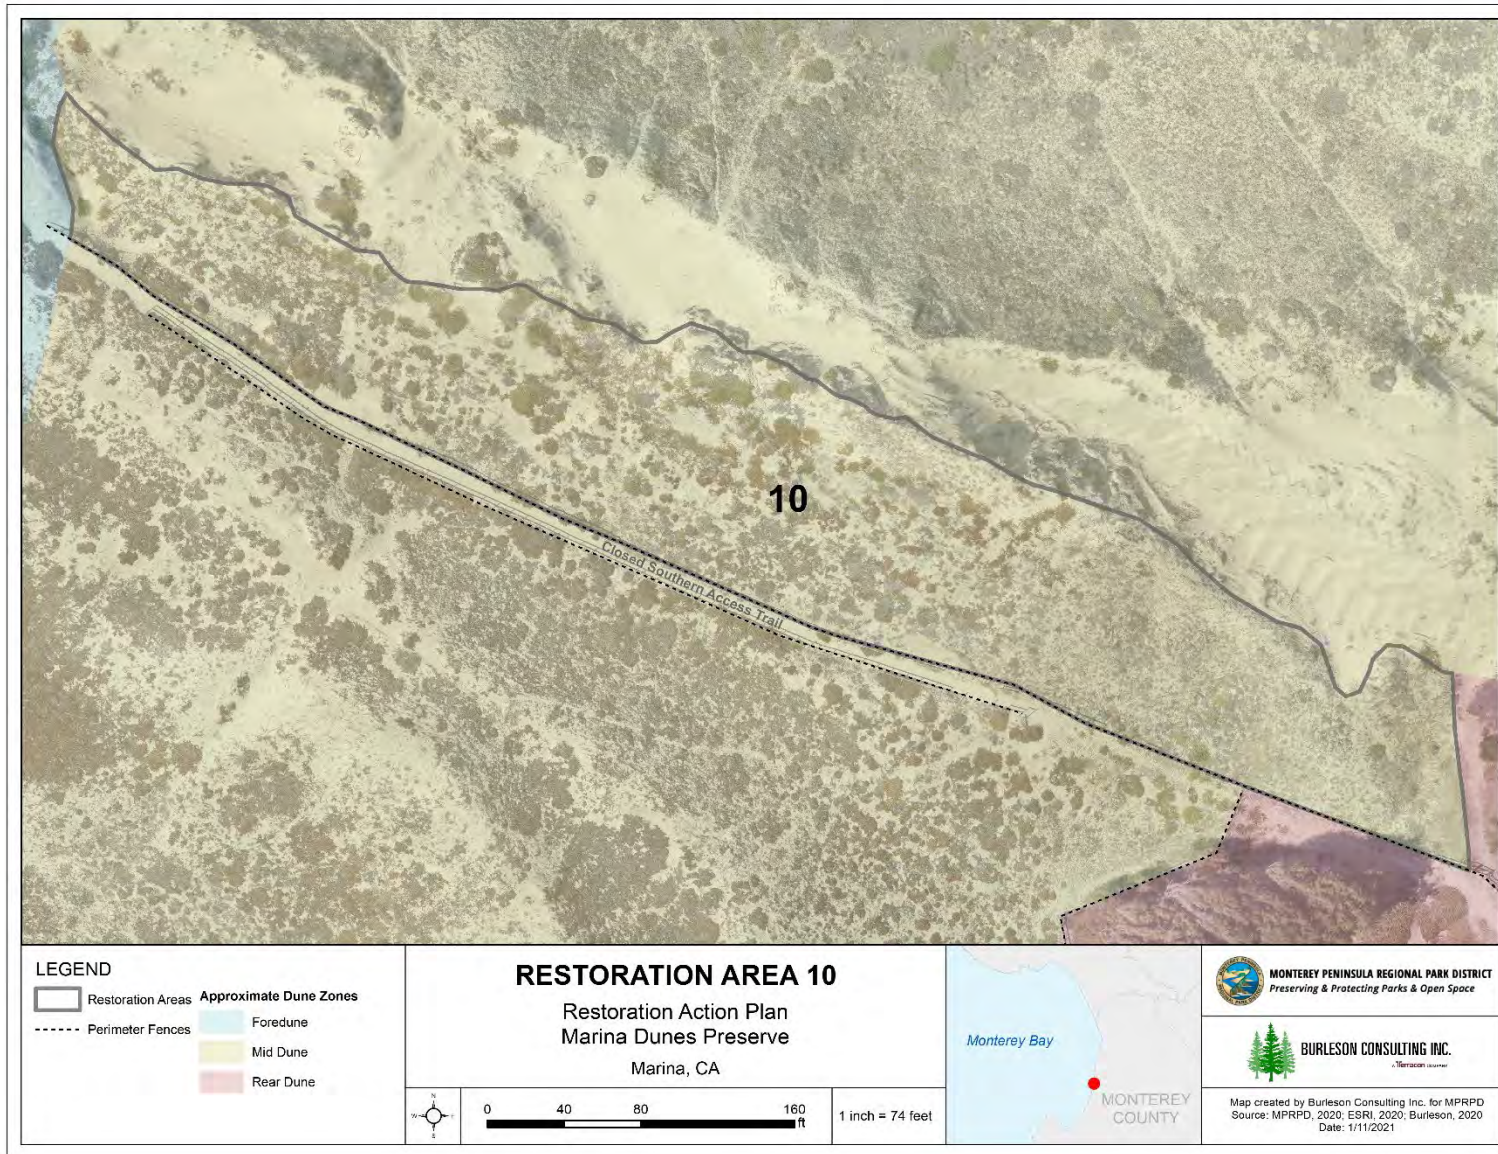 10
Closed Southern Access Trail
LEGEND
Restoration Areas
Perimeter Fences
Approximate Dune Zones
Foredune
Mid Dune
Rear Dune
RESTORATION AREA 10
Restoration Action Plan
Marina Dunes Preserve
Marina, CA
N
W
E
S
0 40 80 160
ft
1 inch = 74 feet
Monterey Bay
MONTEREY
COUNTY
MONTEREY PENINSULA REGIONAL PARK DISTRICT
Preserving & Protecting Parks & Open Space
BURLESON CONSULTING INC.
A Terracon COMPANY
Map created by Burleson Consulting Inc. for MPRPD
Source: MPRPD, 2020; ESRI, 2020; Burleson, 2020
Date: 1/11/2021